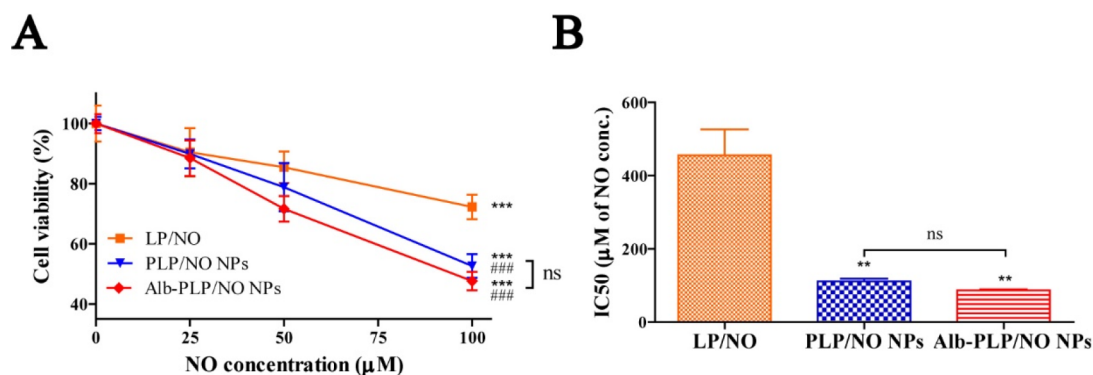 A
Cell viability (%)
100
80
60
40
0
25
50
75
100
NO concentration (μM)
LP/NO
PLP/NO NPs
Alb-PLP/NO NPs
***
***
###
***
###
ns
B
IC50 (μM of NO conc.)
600
400
200
0
ns
**
**
LP/NO
PLP/NO NPs
Alb-PLP/NO NPs